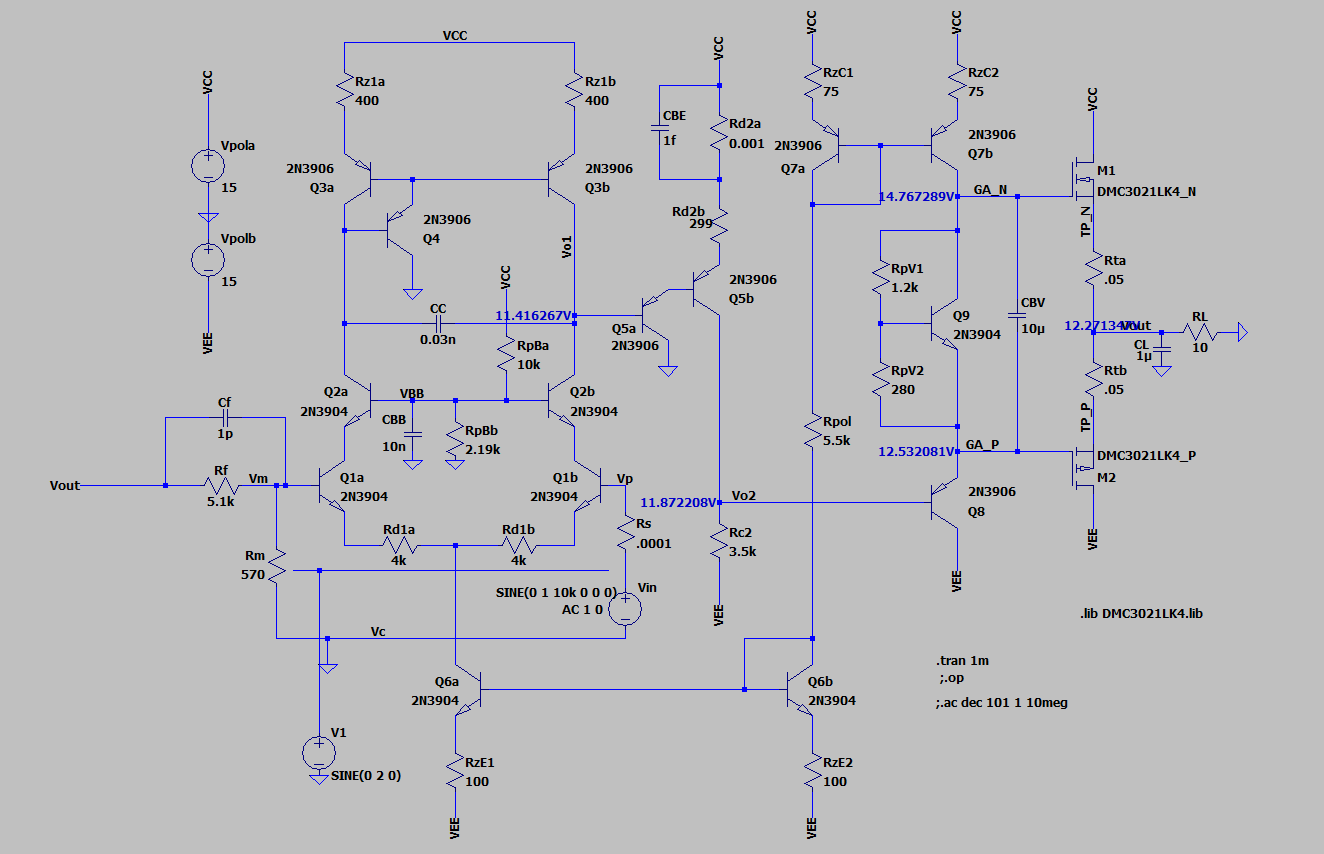 VCC
VCC
VCC
VCC
VCC
Rz1a
400
Rz1b
400
RzC1
75
RzC2
75
VCC
VCC
Vpola
15
Vpolb
15
VEE
2N3906
Q3a
2N3906
Q3b
2N3906
Q4
CBE
1f
Rd2a
0.001
Rd2b
299
2N3906
Q7a
2N3906
Q7b
14.767289V
GA_N
M1
DMC3021LK4_N
TP_N
Vo1
VCC
CC
0.03n
11.416267V
RpBa
10k
Q5a
2N3906
2N3906
Q5b
RpV1
1.2k
Q9
2N3904
RpV2
280
CBV
10µ
Rta
.05
Vout
CL
1µ
RL
10
Rtb
.05
TP_P
Q2a
2N3904
VBB
Q2b
2N3904
CBB
10n
RpBb
2.19k
Cf
1p
Rpol
5.5k
12.532081V
GA_P
DMC3021LK4_P
M2
Vout
Rf
5.1k
Vm
Q1a
2N3904
Q1b
2N3904
Vp
Rs
.0001
11.872208V
Vo2
2N3906
Q8
Rd1a
4k
Rd1b
4k
Rc2
3.5k
VEE
VEE
VEE
Rm
570
SINE(0 1 10k 0 0 0)
AC 1 0
Vin
Vc
.lib DMC3021LK4.lib
.tran 1m
;.op
;.ac dec 101 1 10meg
Q6a
2N3904
Q6b
2N3904
V1
SINE(0 2 0)
RzE1
100
RzE2
100
VEE
VEE